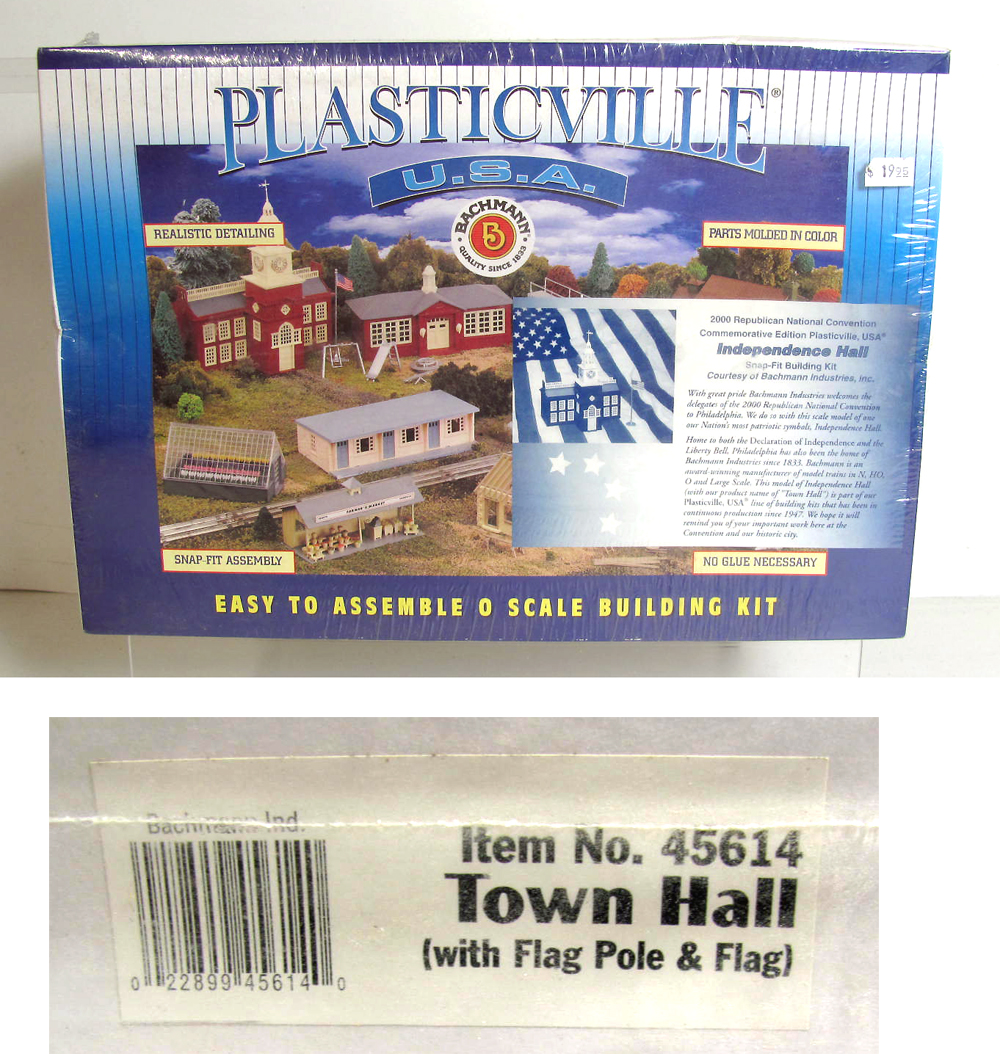 PLASTICVILLE®
U.S.A.
$ 19 95
BACHMANN®
B
QUALITY SINCE 1833
REALISTIC DETAILING
PARTS MOLDED IN COLOR
2000 Republican National Convention
Commemorative Edition Plasticville, USA®
Independence Hall
Snap-Fit Building Kit
Courtesy of Bachmann Industries, Inc.
With great pride Bachmann Industries welcomes the
delegates of the 2000 Republican National Convention
to Philadelphia. We do so with this scale model of one
our Nation's most patriotic symbols, Independence Hall.
Home to both the Declaration of Independence and the
Liberty Bell, Philadelphia has also been the home of
Bachmann Industries since 1833. Bachmann is an
award-winning manufacturer of model trains in N, HO,
O and Large Scale. This model of Independence Hall
(with our product name of "Town Hall") is part of our
Plasticville, USA® line of building kits that has been in
continuous production since 1947. We hope it will
remind you of your important work here at the
Convention and our historic city.
FARMER'S MARKET
SNAP-FIT ASSEMBLY
NO GLUE NECESSARY
EASY TO ASSEMBLE O SCALE BUILDING KIT
Bachmann Ind.
0 22899 45614 0
Item No. 45614
Town Hall
(with Flag Pole & Flag)